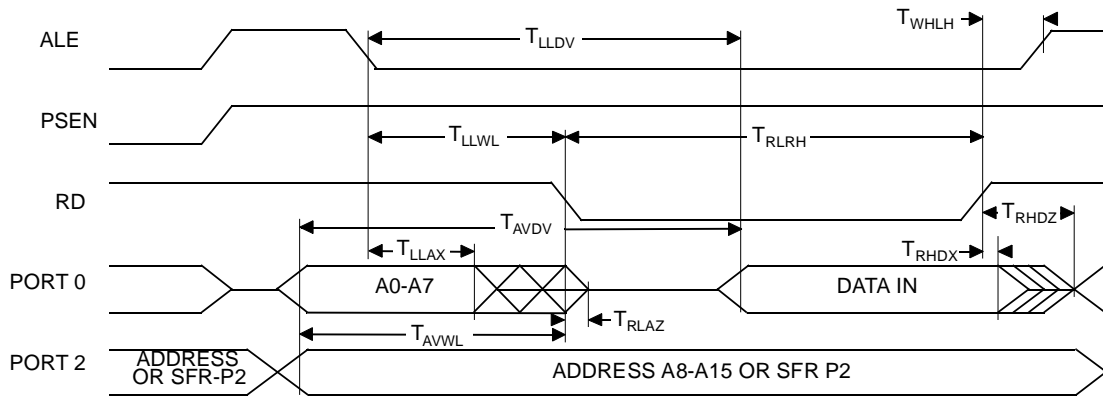 T_WHLH
ALE
T_LLDV
PSEN
T_LLWL
T_RLRH
RD
T_AVDV
T_RHDZ
T_LLAX
T_RHDX
PORT 0
A0-A7
DATA IN
T_RLAZ
T_AVWL
PORT 2
ADDRESS
OR SFR-P2
ADDRESS A8-A15 OR SFR P2